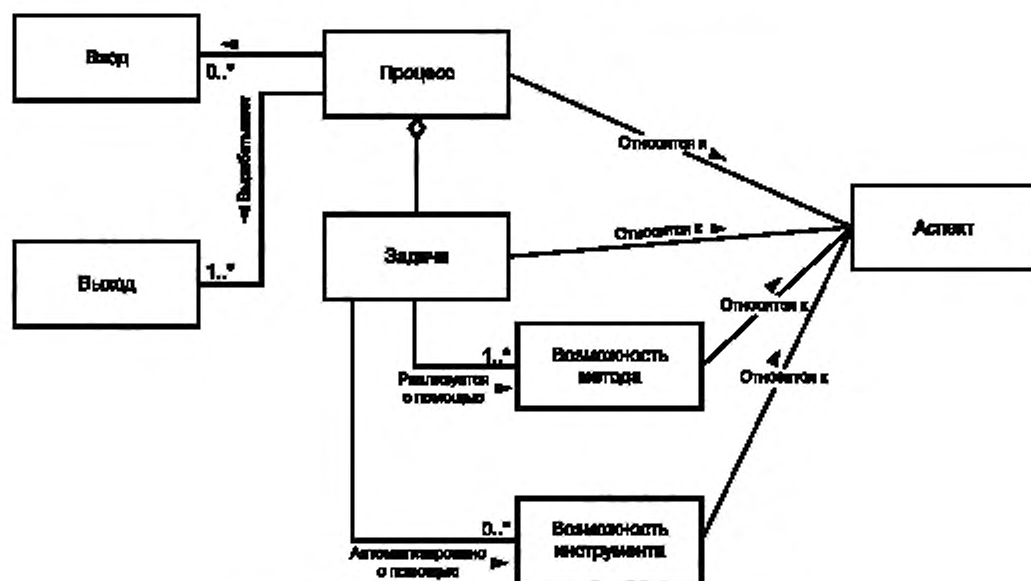 Вход
0..*
Процесс
Вырабатывает
Относится к
Аспект
Относится к
Задача
Выход
1..*
Относится к
Возможность
метода
1..*
Реализуется
с помощью
Относится к
0..*
Возможность
инструмента
Автоматизировано
с помощью